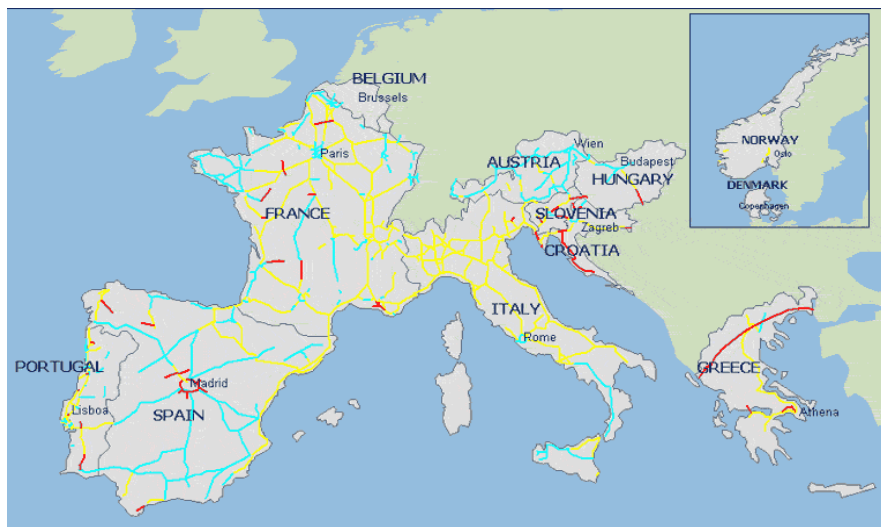 BELGIUM
Brussels
Paris
FRANCE
AUSTRIA
Wien
Budapest
HUNGARY
SLOVENIA
Zagreb
CROATIA
ITALY
Rome
PORTUGAL
Lisboa
Madrid
SPAIN
GREECE
Athena
NORWAY
Oslo
DENMARK
Copenhagen